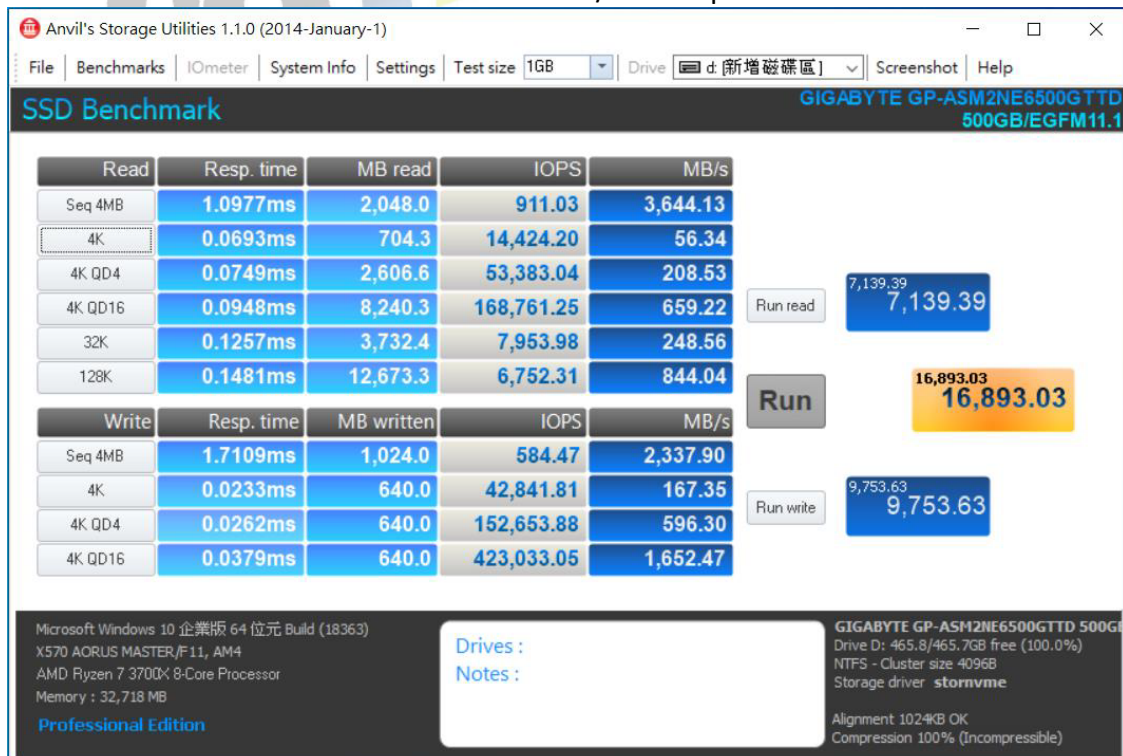 Anvil's Storage Utilities 1.1.0 (2014-January-1)
File Benchmarks IOmeter System Info Settings Test size 1GB Drive d: [新增磁碟區] Screenshot Help
SSD Benchmark
GIGABYTE GP-ASM2NE6500GTTD
500GB/EGFM11.1
Read Resp. time MB read IOPS MB/s
Seq 4MB 1.0977ms 2,048.0 911.03 3,644.13
4K 0.0693ms 704.3 14,424.20 56.34
4K QD4 0.0749ms 2,606.6 53,383.04 208.53
4K QD16 0.0948ms 8,240.3 168,761.25 659.22
32K 0.1257ms 3,732.4 7,953.98 248.56
128K 0.1481ms 12,673.3 6,752.31 844.04
Run read
7,139.39
7,139.39
Run
16,893.03
16,893.03
Write Resp. time MB written IOPS MB/s
Seq 4MB 1.7109ms 1,024.0 584.47 2,337.90
4K 0.0233ms 640.0 42,841.81 167.35
4K QD4 0.0262ms 640.0 152,653.88 596.30
4K QD16 0.0379ms 640.0 423,033.05 1,652.47
Run write
9,753.63
9,753.63
Microsoft Windows 10 企業版 64 位元 Build (18363)
X570 AORUS MASTER/F11, AM4
AMD Ryzen 7 3700X 8-Core Processor
Memory : 32,718 MB
Professional Edition
Drives :
Notes :
GIGABYTE GP-ASM2NE6500GTTD 500GB
Drive D: 465.8/465.7GB free (100.0%)
NTFS - Cluster size 4096B
Storage driver stornvme
Alignment 1024KB OK
Compression 100% (Incompressible)